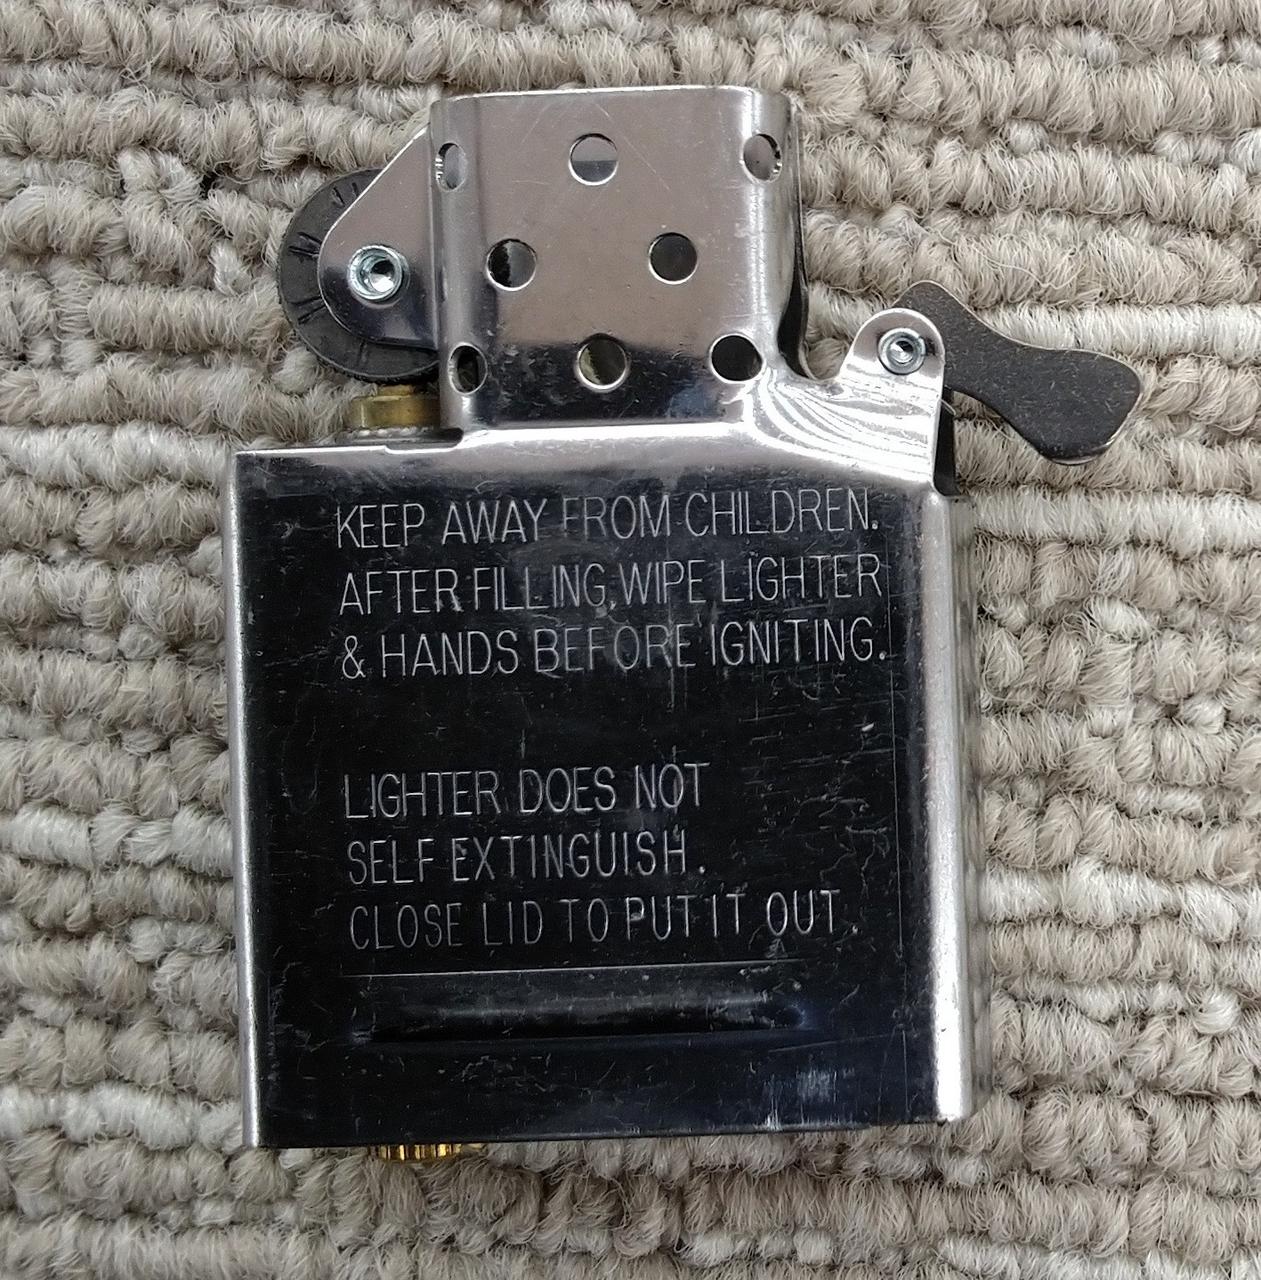 KEEP AWAY FROM CHILDREN.
AFTER FILLING, WIPE LIGHTER
& HANDS BEFORE IGNITING.
LIGHTER DOES NOT
SELF EXTINGUISH.
CLOSE LID TO PUT IT OUT.